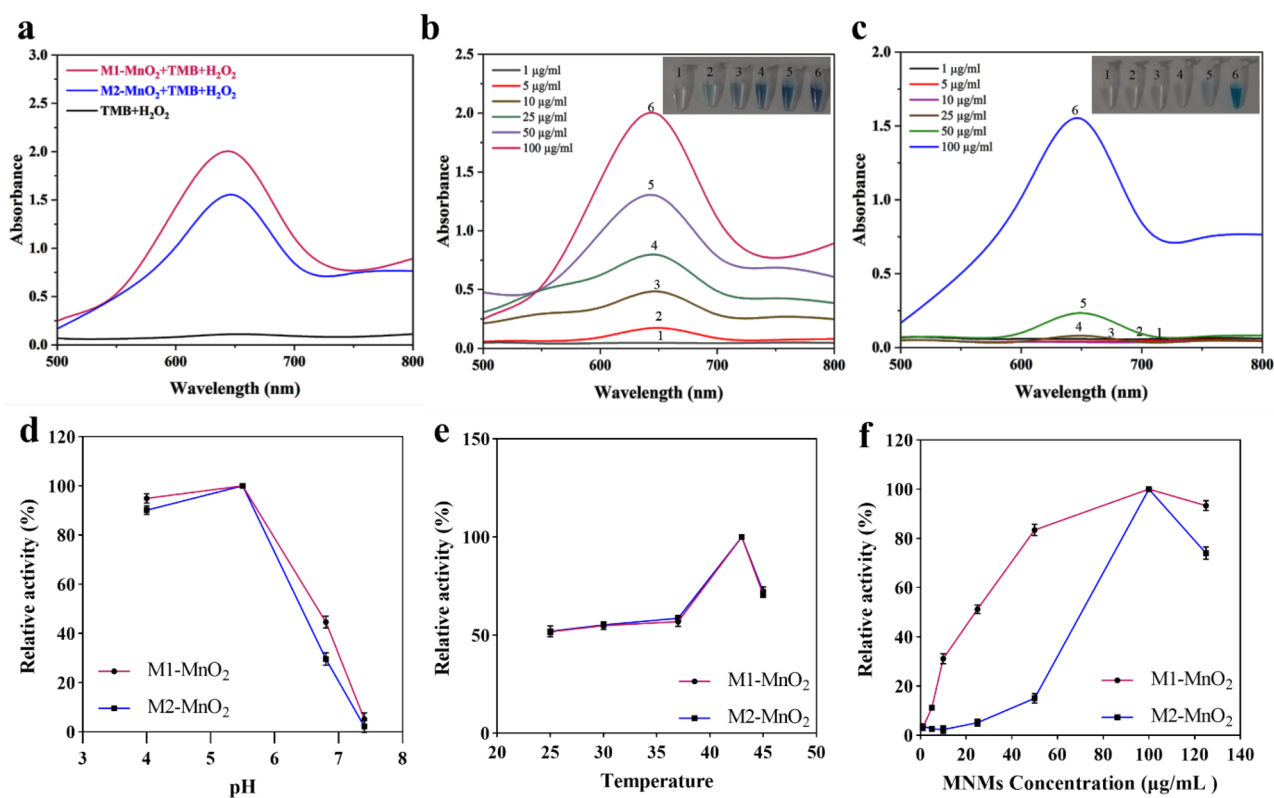 a
3.0
2.5
2.0
1.5
1.0
0.5
0.0
Absorbance
M1-MnO₂+TMB+H₂O₂
M2-MnO₂+TMB+H₂O₂
TMB+H₂O₂
500 600 700 800
Wavelength (nm)
b
2.5
2.0
1.5
1.0
0.5
0.0
Absorbance
1 µg/ml
5 µg/ml
10 µg/ml
25 µg/ml
50 µg/ml
100 µg/ml
1 2 3 4 5 6
6
5
4
3
2
1
500 600 700 800
Wavelength (nm)
c
2.0
1.5
1.0
0.5
0.0
Absorbance
1 µg/ml
5 µg/ml
10 µg/ml
25 µg/ml
50 µg/ml
100 µg/ml
1 2 3 4 5 6
6
5
4 3 2 1
500 600 700 800
Wavelength (nm)
d
120
100
80
60
40
20
0
Relative activity (%)
M1-MnO₂
M2-MnO₂
3 4 5 6 7 8
pH
e
150
100
50
0
Relative activity (%)
M1-MnO₂
M2-MnO₂
20 25 30 35 40 45 50
Temperature
f
120
100
80
60
40
20
0
Relative activity (%)
M1-MnO₂
M2-MnO₂
0 20 40 60 80 100 120 140
MNMs Concentration (µg/mL )